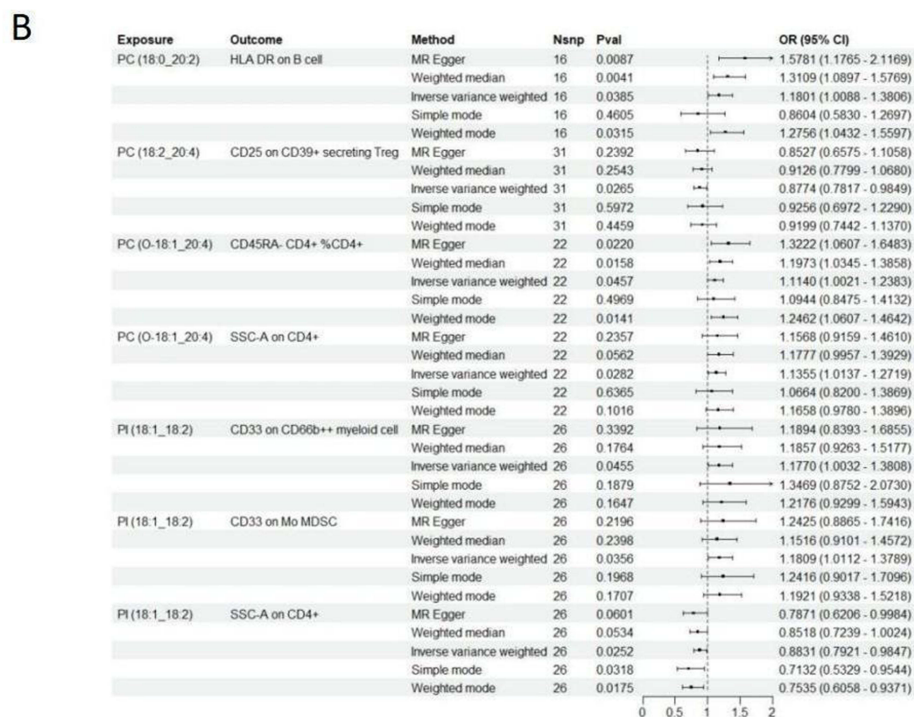 B
Exposure Outcome Method Nsnp Pval OR (95% CI)
PC (18:0_20:2) HLA DR on B cell MR Egger 16 0.0087 1.5781 (1.1765 - 2.1169)
Weighted median 16 0.0041 1.3109 (1.0897 - 1.5769)
Inverse variance weighted 16 0.0385 1.1801 (1.0088 - 1.3806)
Simple mode 16 0.4605 0.8604 (0.5830 - 1.2697)
Weighted mode 16 0.0315 1.2756 (1.0432 - 1.5597)
PC (18:2_20:4) CD25 on CD39+ secreting Treg MR Egger 31 0.2392 0.8527 (0.6575 - 1.1058)
Weighted median 31 0.2543 0.9126 (0.7799 - 1.0680)
Inverse variance weighted 31 0.0265 0.8774 (0.7817 - 0.9849)
Simple mode 31 0.5972 0.9256 (0.6972 - 1.2290)
Weighted mode 31 0.4459 0.9199 (0.7442 - 1.1370)
PC (O-18:1_20:4) CD45RA- CD4+ %CD4+ MR Egger 22 0.0220 1.3222 (1.0607 - 1.6483)
Weighted median 22 0.0158 1.1973 (1.0345 - 1.3858)
Inverse variance weighted 22 0.0457 1.1140 (1.0021 - 1.2383)
Simple mode 22 0.4969 1.0944 (0.8475 - 1.4132)
Weighted mode 22 0.0141 1.2462 (1.0607 - 1.4642)
PC (O-18:1_20:4) SSC-A on CD4+ MR Egger 22 0.2357 1.1568 (0.9159 - 1.4610)
Weighted median 22 0.0562 1.1777 (0.9957 - 1.3929)
Inverse variance weighted 22 0.0282 1.1355 (1.0137 - 1.2719)
Simple mode 22 0.6365 1.0664 (0.8200 - 1.3869)
Weighted mode 22 0.1016 1.1658 (0.9780 - 1.3896)
PI (18:1_18:2) CD33 on CD66b++ myeloid cell MR Egger 26 0.3392 1.1894 (0.8393 - 1.6855)
Weighted median 26 0.1764 1.1857 (0.9263 - 1.5177)
Inverse variance weighted 26 0.0455 1.1770 (1.0032 - 1.3808)
Simple mode 26 0.1879 1.3469 (0.8752 - 2.0730)
Weighted mode 26 0.1647 1.2176 (0.9299 - 1.5943)
PI (18:1_18:2) CD33 on Mo MDSC MR Egger 26 0.2196 1.2425 (0.8865 - 1.7416)
Weighted median 26 0.2398 1.1516 (0.9101 - 1.4572)
Inverse variance weighted 26 0.0356 1.1809 (1.0112 - 1.3789)
Simple mode 26 0.1968 1.2416 (0.9017 - 1.7096)
Weighted mode 26 0.1707 1.1921 (0.9338 - 1.5218)
PI (18:1_18:2) SSC-A on CD4+ MR Egger 26 0.0601 0.7871 (0.6206 - 0.9984)
Weighted median 26 0.0534 0.8518 (0.7239 - 1.0024)
Inverse variance weighted 26 0.0252 0.8831 (0.7921 - 0.9847)
Simple mode 26 0.0318 0.7132 (0.5329 - 0.9544)
Weighted mode 26 0.0175 0.7535 (0.6058 - 0.9371)
0 0.5 1 1.5 2